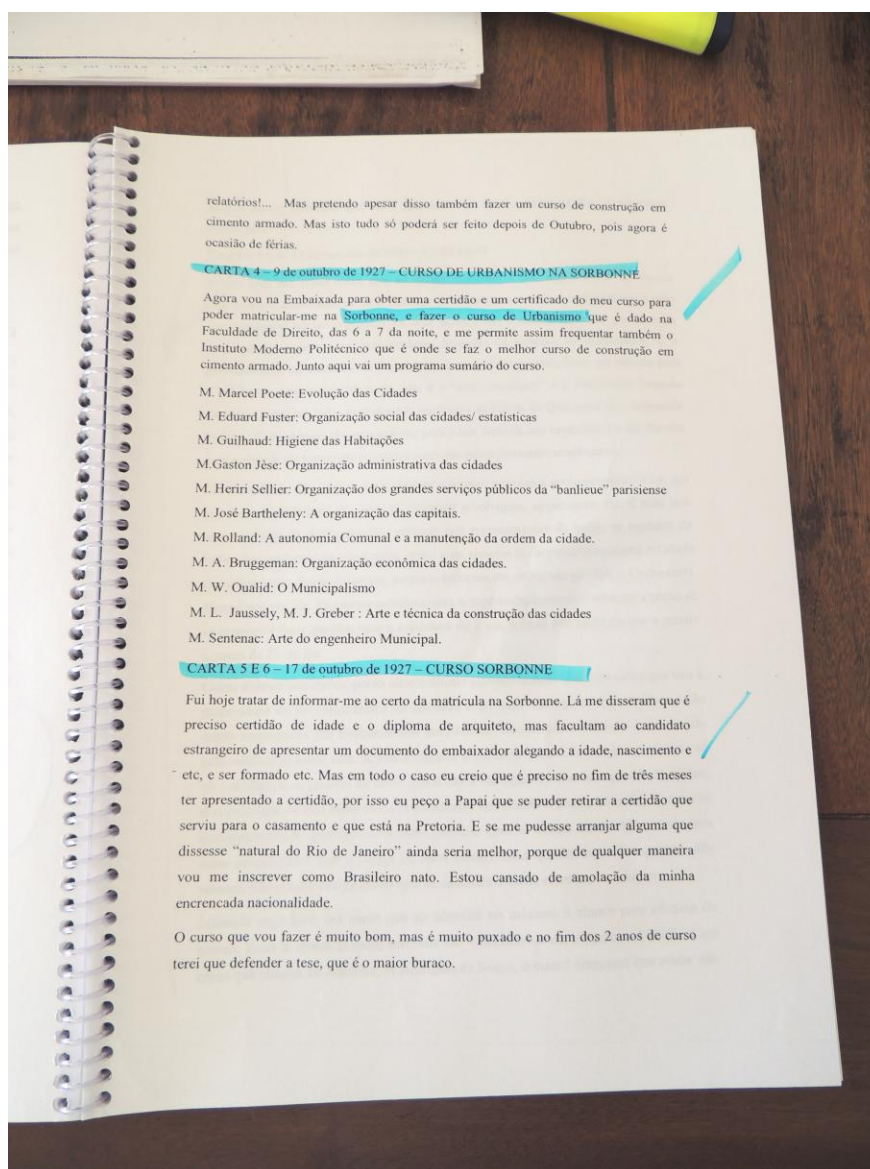 relatórios!... Mas pretendo apesar disso também fazer um curso de construção em
cimento armado. Mas isto tudo só poderá ser feito depois de Outubro, pois agora é
ocasião de férias.
CARTA 4 – 9 de outubro de 1927 – CURSO DE URBANISMO NA SORBONNE
Agora vou na Embaixada para obter uma certidão e um certificado do meu curso para
poder matricular-me na Sorbonne, e fazer o curso de Urbanismo que é dado na
Faculdade de Direito, das 6 a 7 da noite, e me permite assim frequentar também o
Instituto Moderno Politécnico que é onde se faz o melhor curso de construção em
cimento armado. Junto aqui vai um programa sumário do curso.
M. Marcel Poete: Evolução das Cidades
M. Eduard Fuster: Organização social das cidades/ estatísticas
M. Guilhaud: Higiene das Habitações
M.Gaston Jèse: Organização administrativa das cidades
M. Heriri Sellier: Organização dos grandes serviços públicos da “banlieue” parisiense
M. José Bartheleny: A organização das capitais.
M. Rolland: A autonomia Comunal e a manutenção da ordem da cidade.
M. A. Bruggeman: Organização econômica das cidades.
M. W. Oualid: O Municipalismo
M. L. Jaussely, M. J. Greber : Arte e técnica da construção das cidades
M. Sentenac: Arte do engenheiro Municipal.
CARTA 5 E 6 – 17 de outubro de 1927 – CURSO SORBONNE
Fui hoje tratar de informar-me ao certo da matrícula na Sorbonne. Lá me disseram que é
preciso certidão de idade e o diploma de arquiteto, mas facultam ao candidato
estrangeiro de apresentar um documento do embaixador alegando a idade, nascimento e
etc, e ser formado etc. Mas em todo o caso eu creio que é preciso no fim de três meses
ter apresentado a certidão, por isso eu peço a Papai que se puder retirar a certidão que
serviu para o casamento e que está na Pretoria. E se me pudesse arranjar alguma que
dissesse “natural do Rio de Janeiro” ainda seria melhor, porque de qualquer maneira
vou me inscrever como Brasileiro nato. Estou cansado de amolação da minha
encrencada nacionalidade.
O curso que vou fazer é muito bom, mas é muito puxado e no fim dos 2 anos de curso
terei que defender a tese, que é o maior buraco.